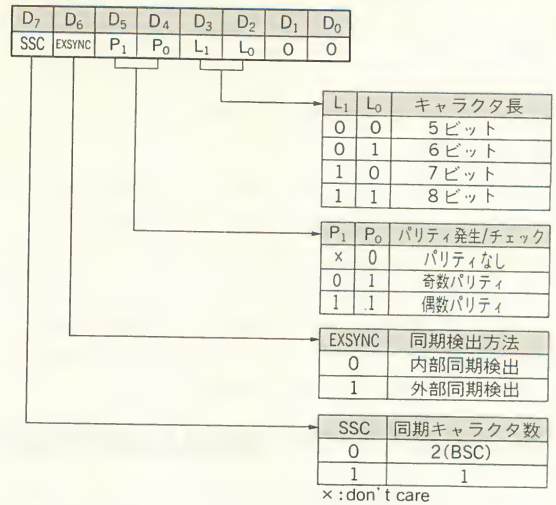 D7 D6 D5 D4 D3 D2 D1 D0
SSC EXSYNC P1 P0 L1 L0 0 0
L1 L0 キャラクタ長
0 0 5ビット
0 1 6ビット
1 0 7ビット
1 1 8ビット
P1 P0 パリティ発生/チェック
× 0 パリティなし
0 1 奇数パリティ
1 1 偶数パリティ
EXSYNC 同期検出方法
0 内部同期検出
1 外部同期検出
SSC 同期キャラクタ数
0 2(BSC)
1 1
×:don't care